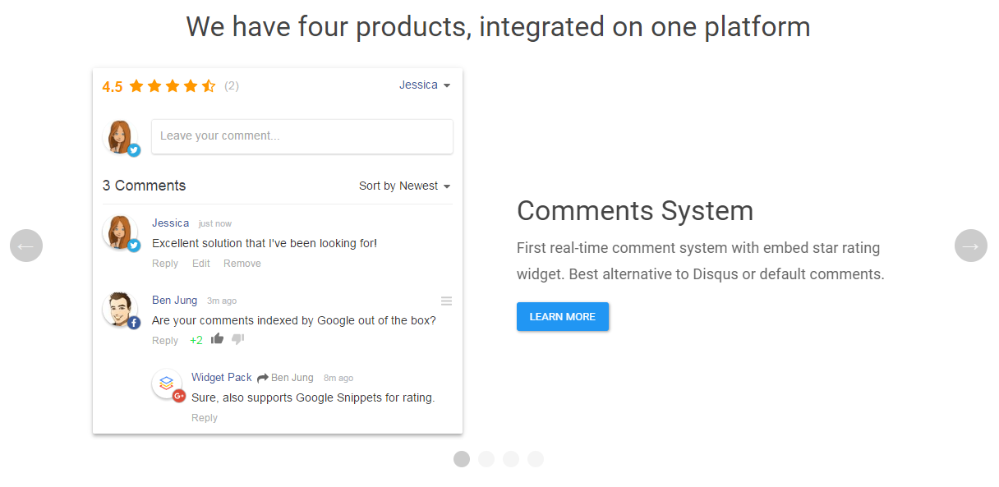 We have four products, integrated on one platform
4.5 (2) Jessica
Leave your comment...
3 Comments Sort by Newest
Jessica just now
Excellent solution that I've been looking for!
Reply Edit Remove
Ben Jung 3m ago
Are your comments indexed by Google out of the box?
Reply +2
Widget Pack Ben Jung 8m ago
G+
Sure, also supports Google Snippets for rating.
Reply
Comments System
First real-time comment system with embed star rating
widget. Best alternative to Disqus or default comments.
LEARN MORE